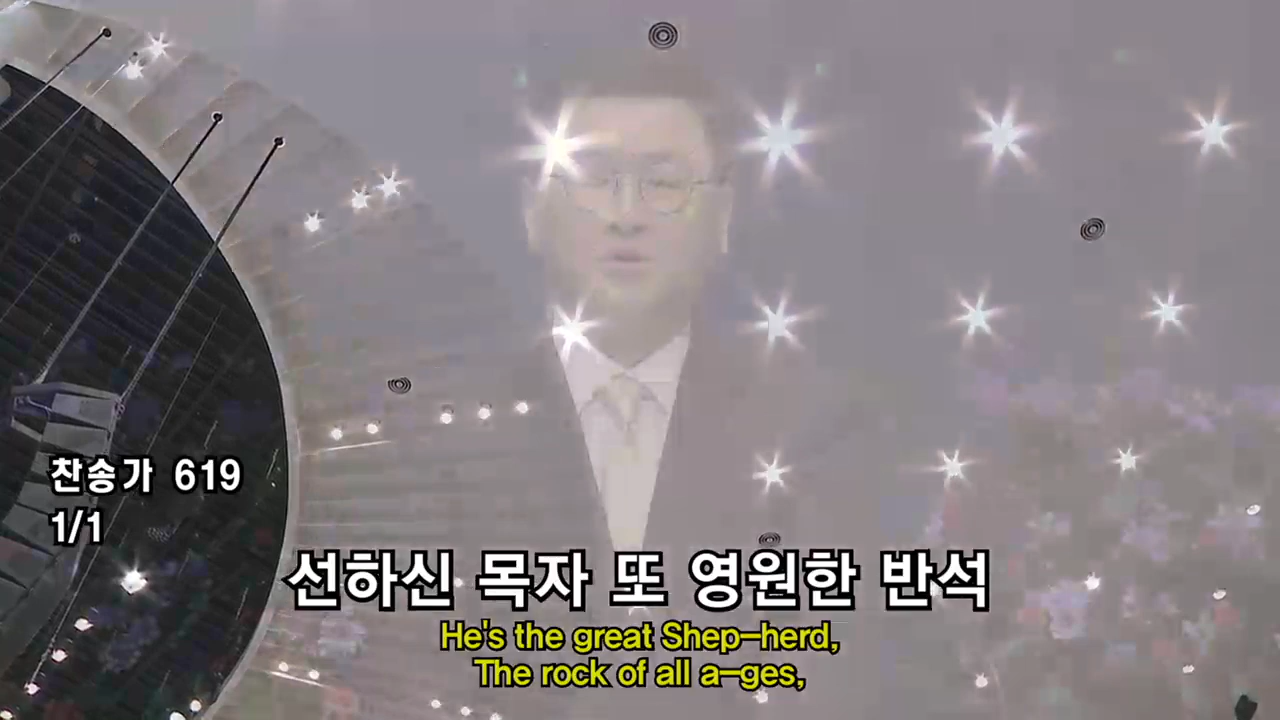 찬송가 619
1/1
선하신 목자 또 영원한 반석
He's the great Shep-herd,
The rock of all a-ges,